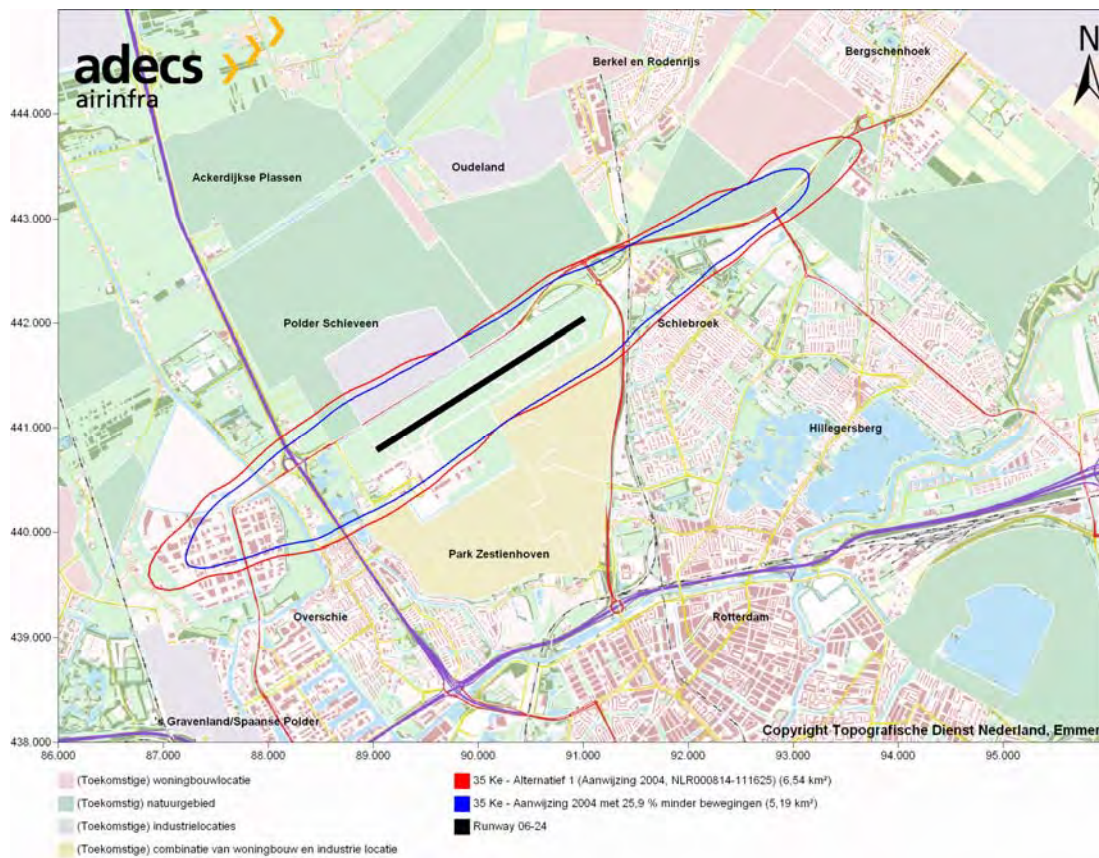 adecs
airinfra
N
Bergschenhoek
Berkel en Rodenrijs
444.000
Oudeland
Ackerdijkse Plassen
443.000
Polder Schieveen
Schiebroek
442.000
441.000
Hillegersberg
440.000
Park Zestienhoven
Overschie
Rotterdam
439.000
's Gravenland/Spaanse Polder
Copyright Topografische Dienst Nederland, Emmen
438.000
86.000 87.000 88.000 89.000 90.000 91.000 92.000 93.000 94.000 95.000
(Toekomstige) woningbouwlocatie
(Toekomstig) natuurgebied
(Toekomstige) industrielocaties
(Toekomstige) combinatie van woningbouw en industrie locatie
35 Ke - Alternatief 1 (Aanwijzing 2004, NLR000814-111625) (6,54 km²)
35 Ke - Aanwijzing 2004 met 25,9 % minder bewegingen (5,19 km²)
Runway 06-24